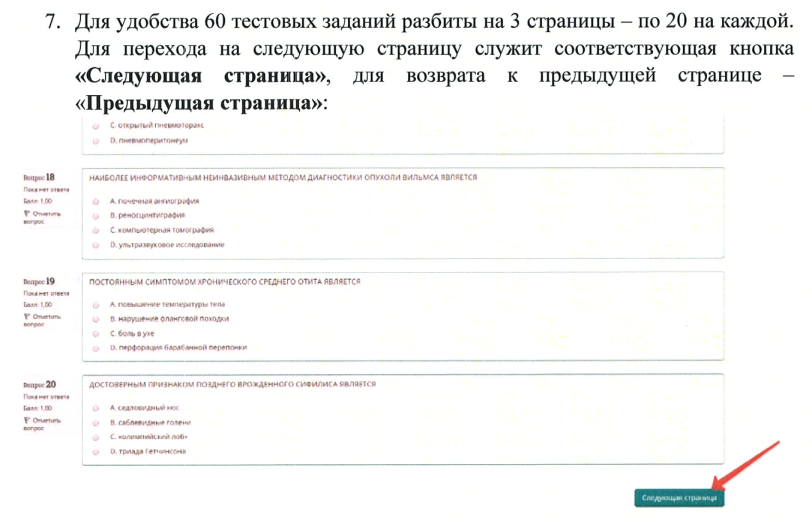 7. Для удобства 60 тестовых заданий разбиты на 3 страницы – по 20 на каждой.
Для перехода на следующую страницу служит соответствующая кнопка
«Следующая страница», для возврата к предыдущей странице –
«Предыдущая страница»:
C. открытый пневмоторакс
D. пневмоперитонеум
Вопрос 18
Пока нет ответа
Балл: 1,00
Отметить
вопрос
НАИБОЛЕЕ ИНФОРМАТИВНЫМ НЕИНВАЗИВНЫМ МЕТОДОМ ДИАГНОСТИКИ ОПУХОЛИ ВИЛЬМСА ЯВЛЯЕТСЯ
A. почечная ангиография
B. реносцинтиграфия
C. компьютерная томография
D. ультразвуковое исследование
Вопрос 19
Пока нет ответа
Балл: 1,00
Отметить
вопрос
ПОСТОЯННЫМ СИМПТОМОМ ХРОНИЧЕСКОГО СРЕДНЕГО ОТИТА ЯВЛЯЕТСЯ
A. повышение температуры тела
B. нарушение фланговой походки
C. боль в ухе
D. перфорация барабанной перепонки
Вопрос 20
Пока нет ответа
Балл: 1,00
Отметить
вопрос
ДОСТОВЕРНЫМ ПРИЗНАКОМ ПОЗДНЕГО ВРОЖДЕННОГО СИФИЛИСА ЯВЛЯЕТСЯ
A. седловидный нос
B. саблевидные голени
C. «олимпийский лоб»
D. триада Гетчинсона
Следующая страница